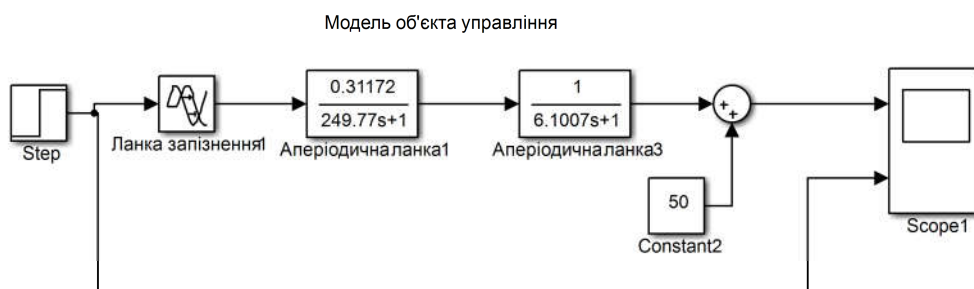 Модель об'єкта управління
Step
Ланка запізнення1
0.31172
249.77s+1
Аперіодична ланка1
1
6.1007s+1
Аперіодична ланка3
++
50
Constant2
Scope1